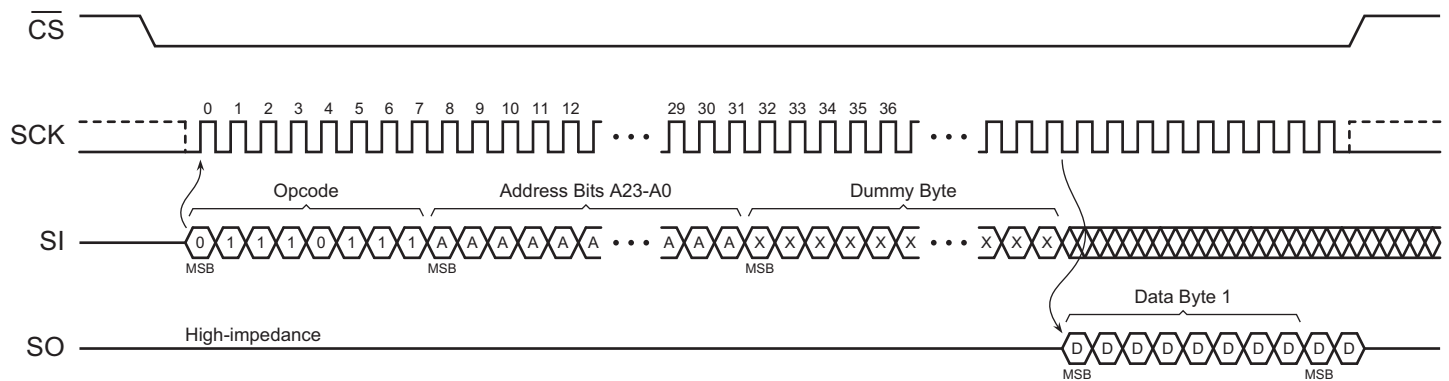 CS
0 1 2 3 4 5 6 7 8 9 10 11 12 29 30 31 32 33 34 35 36
SCK
Opcode Address Bits A23-A0 Dummy Byte
SI 0 1 1 1 0 1 1 1 A A A A A A A A A X X X X X X X X X
MSB MSB MSB
Data Byte 1
High-impedance
SO D D D D D D D D D D
MSB MSB